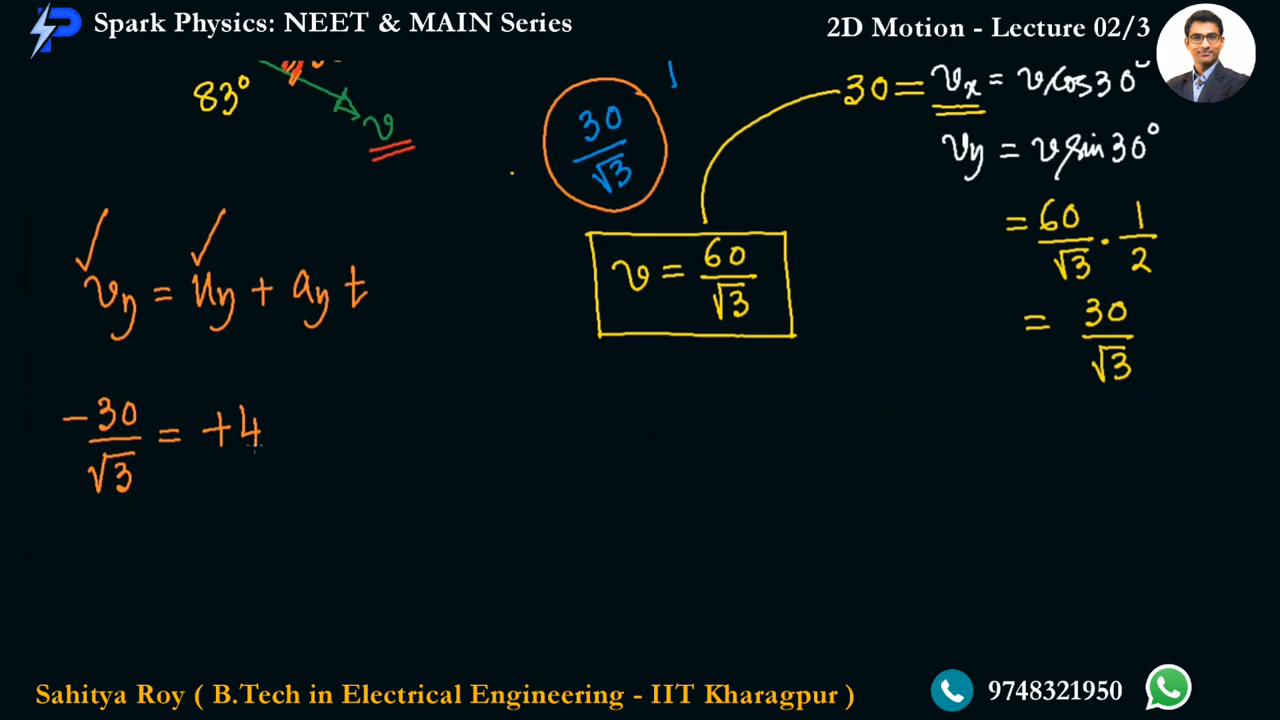 Spark Physics: NEET & MAIN Series
2D Motion - Lecture 02/3
83°
v
30/√3
30 = vx = v cos 30°
vy = v sin 30°
= 60/√3 · 1/2
= 30/√3
v = 60/√3
vy = uy + ay t
-30/√3 = +4
Sahitya Roy ( B.Tech in Electrical Engineering - IIT Kharagpur )
9748321950